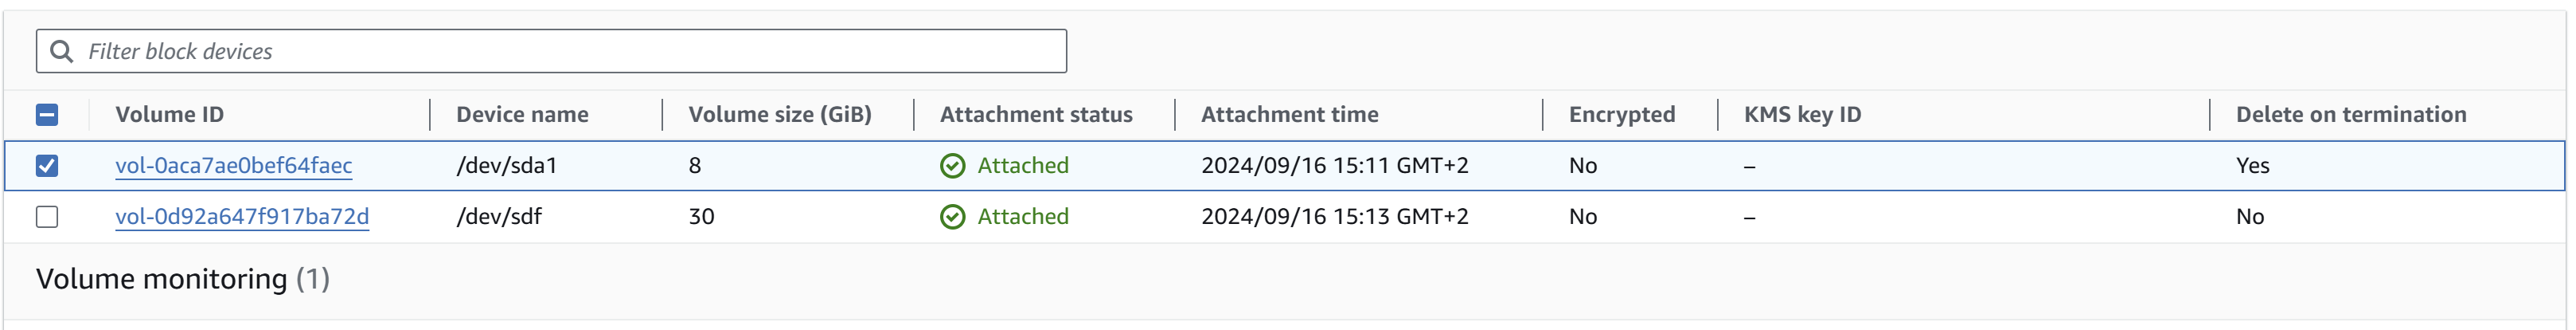 Filter block devices
Volume ID Device name Volume size (GiB) Attachment status Attachment time Encrypted KMS key ID Delete on termination
vol-0aca7ae0bef64faec /dev/sda1 8 Attached 2024/09/16 15:11 GMT+2 No – Yes
vol-0d92a647f917ba72d /dev/sdf 30 Attached 2024/09/16 15:13 GMT+2 No – No
Volume monitoring (1)